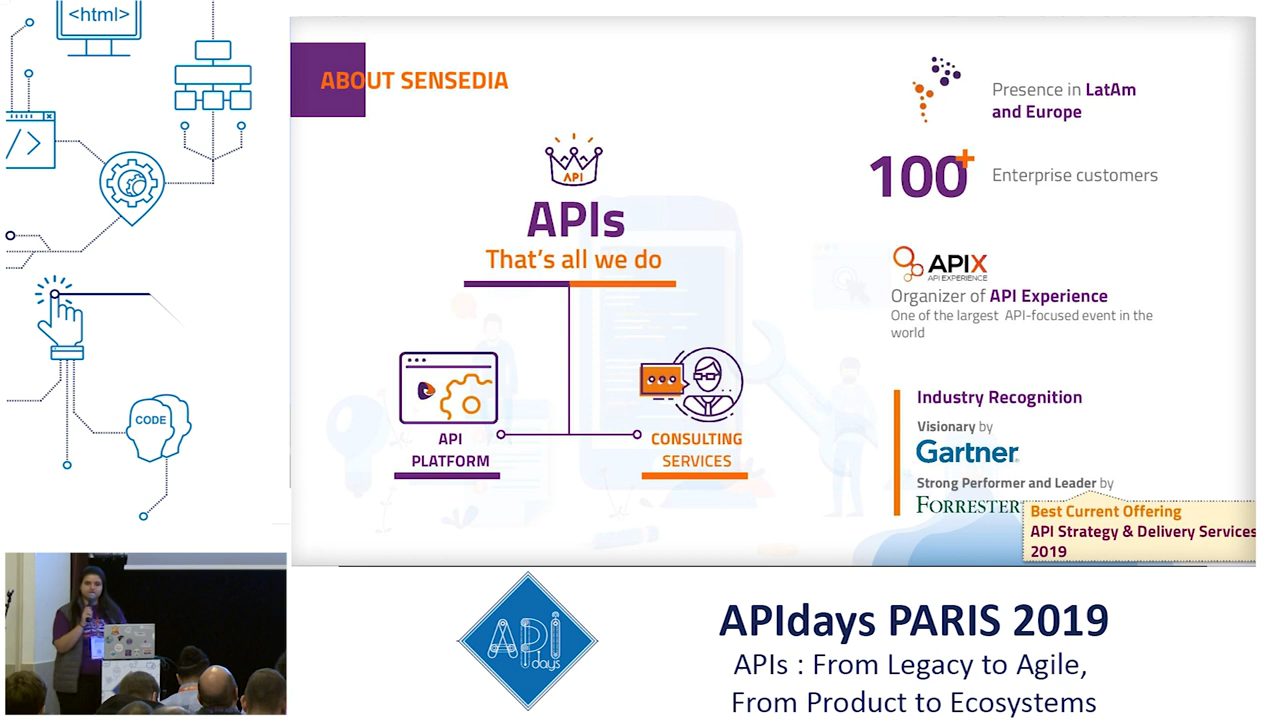 <html>
</>
CODE
ABOUT SENSEDIA
API
APIs
That's all we do
API
PLATFORM
CONSULTING
SERVICES
Presence in LatAm
and Europe
100+
Enterprise customers
APIX
API EXPERIENCE
Organizer of API Experience
One of the largest API-focused event in the
world
Industry Recognition
Visionary by
Gartner
Strong Performer and Leader by
FORRESTER
Best Current Offering
API Strategy & Delivery Services
2019
API
days
APIdays PARIS 2019
APIs : From Legacy to Agile,
From Product to Ecosystems